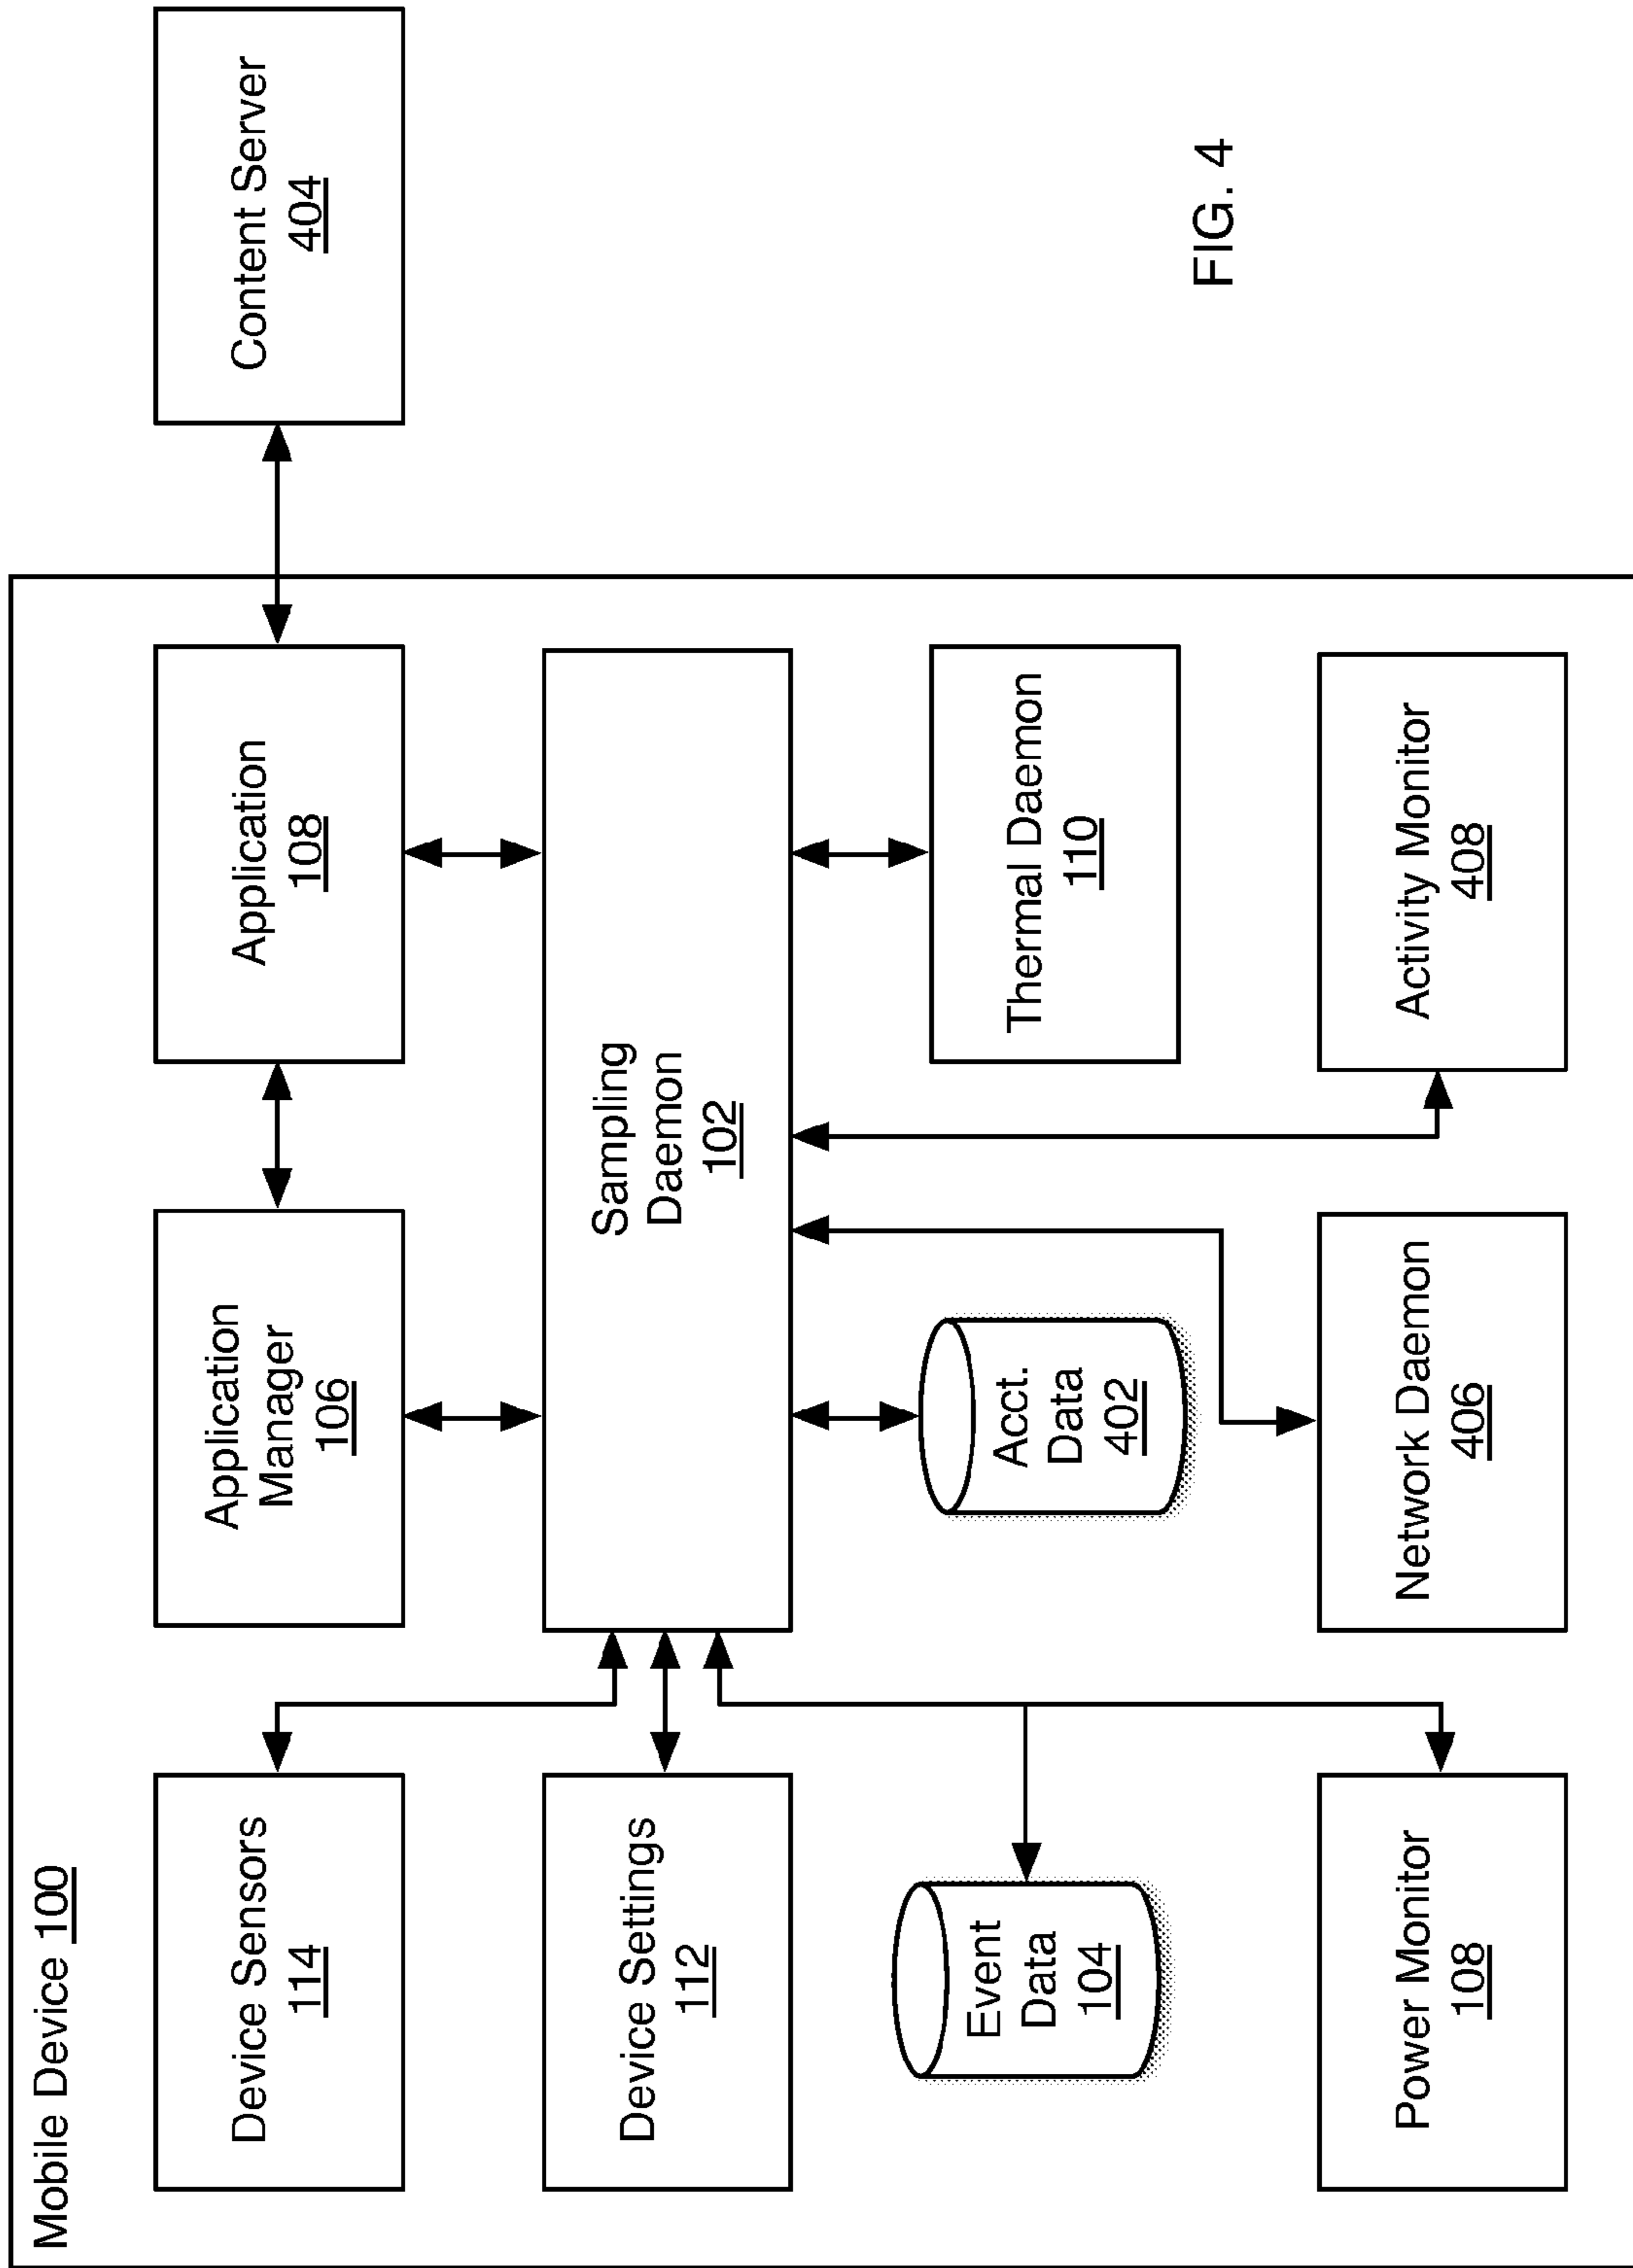 Mobile Device 100
Device Sensors
114
Application
Manager
106
Application
108
Content Server
404
Device Settings
112
Sampling
Daemon
102
Event
Data
104
Acct.
Data
402
Thermal Daemon
110
Power Monitor
108
Network Daemon
406
Activity Monitor
408
FIG. 4